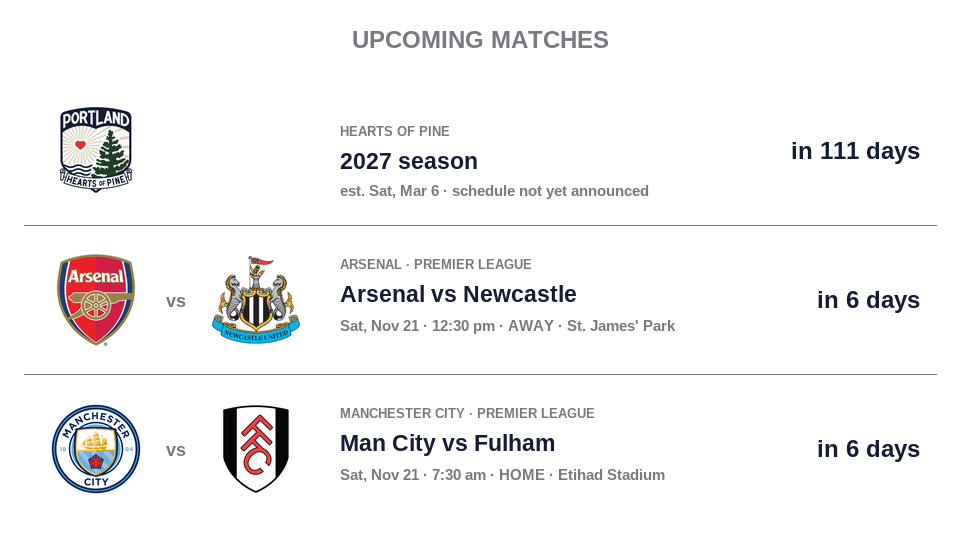 UPCOMING MATCHES
PORTLAND
HEARTS OF PINE
HEARTS OF PINE
2027 season
est. Sat, Mar 6 · schedule not yet announced
in 111 days
Arsenal
vs
NEWCASTLE UNITED
ARSENAL · PREMIER LEAGUE
Arsenal vs Newcastle
Sat, Nov 21 · 12:30 pm · AWAY · St. James' Park
in 6 days
MANCHESTER
18 94
CITY
vs
FFC
MANCHESTER CITY · PREMIER LEAGUE
Man City vs Fulham
Sat, Nov 21 · 7:30 am · HOME · Etihad Stadium
in 6 days